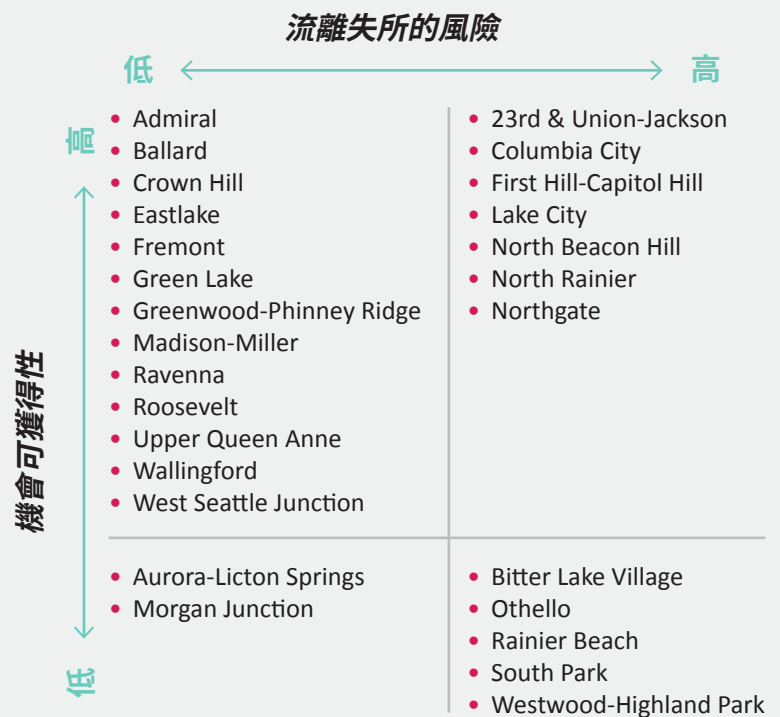 流離失所的風險
低
高
高
機會可獲得性
低
• Admiral
• Ballard
• Crown Hill
• Eastlake
• Fremont
• Green Lake
• Greenwood-Phinney Ridge
• Madison-Miller
• Ravenna
• Roosevelt
• Upper Queen Anne
• Wallingford
• West Seattle Junction
• 23rd & Union-Jackson
• Columbia City
• First Hill-Capitol Hill
• Lake City
• North Beacon Hill
• North Rainier
• Northgate
• Aurora-Licton Springs
• Morgan Junction
• Bitter Lake Village
• Othello
• Rainier Beach
• South Park
• Westwood-Highland Park